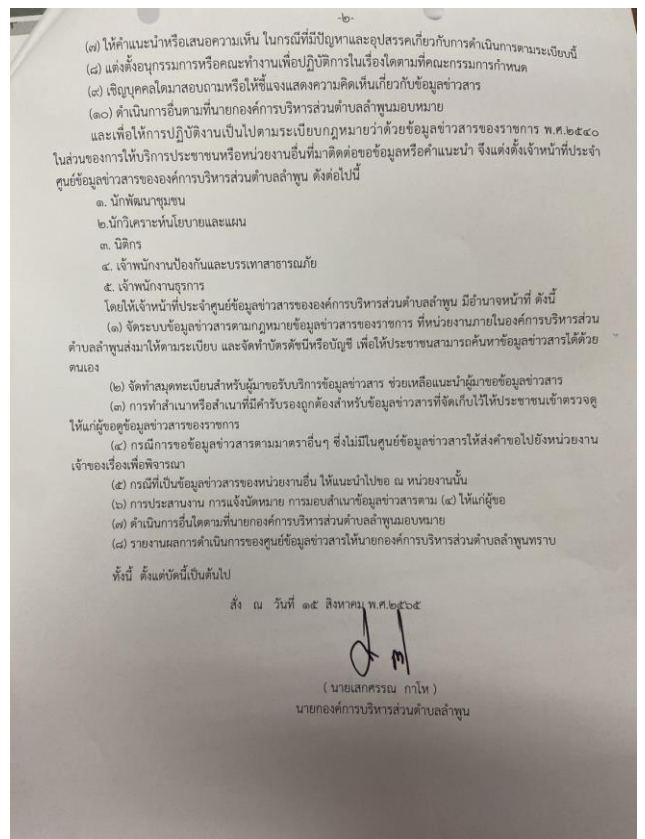 -๒-
(๗) ให้คำแนะนำหรือเสนอความเห็น ในกรณีที่มีปัญหาและอุปสรรคเกี่ยวกับการดำเนินการตามระเบียบนี้
(๘) แต่งตั้งอนุกรรมการหรือคณะทำงานเพื่อปฏิบัติการในเรื่องใดตามที่คณะกรรมการกำหนด
(๙) เชิญบุคคลใดมาสอบถามหรือให้ชี้แจงแสดงความคิดเห็นเกี่ยวกับข้อมูลข่าวสาร
(๑๐) ดำเนินการอื่นตามที่นายกองค์การบริหารส่วนตำบลลำพูนมอบหมาย
และเพื่อให้การปฏิบัติงานเป็นไปตามระเบียบกฎหมายว่าด้วยข้อมูลข่าวสารของราชการ พ.ศ.๒๕๔๐
ในส่วนของการให้บริการประชาชนหรือหน่วยงานอื่นที่มาติดต่อขอข้อมูลหรือคำแนะนำ จึงแต่งตั้งเจ้าหน้าที่ประจำ
ศูนย์ข้อมูลข่าวสารขององค์การบริหารส่วนตำบลลำพูน ดังต่อไปนี้
๑. นักพัฒนาชุมชน
๒.นักวิเคราะห์นโยบายและแผน
๓. นิติกร
๔. เจ้าพนักงานป้องกันและบรรเทาสาธารณภัย
๕. เจ้าพนักงานธุรการ
โดยให้เจ้าหน้าที่ประจำศูนย์ข้อมูลข่าวสารขององค์การบริหารส่วนตำบลลำพูน มีอำนาจหน้าที่ ดังนี้
(๑) จัดระบบข้อมูลข่าวสารตามกฎหมายข้อมูลข่าวสารของราชการ ที่หน่วยงานภายในองค์การบริหารส่วน
ตำบลลำพูนส่งมาให้ตามระเบียบ และจัดทำบัตรดัชนีหรือบัญชี เพื่อให้ประชาชนสามารถค้นหาข้อมูลข่าวสารได้ด้วย
ตนเอง
(๒) จัดทำสมุดทะเบียนสำหรับผู้มาขอรับบริการข้อมูลข่าวสาร ช่วยเหลือแนะนำผู้มาขอข้อมูลข่าวสาร
(๓) การทำสำเนาหรือสำเนาที่มีคำรับรองถูกต้องสำหรับข้อมูลข่าวสารที่จัดเก็บไว้ให้ประชาชนเข้าตรวจดู
ให้แก่ผู้ขอดูข้อมูลข่าวสารของราชการ
(๔) กรณีการขอข้อมูลข่าวสารตามมาตราอื่นๆ ซึ่งไม่มีในศูนย์ข้อมูลข่าวสารให้ส่งคำขอไปยังหน่วยงาน
เจ้าของเรื่องเพื่อพิจารณา
(๕) กรณีที่เป็นข้อมูลข่าวสารของหน่วยงานอื่น ให้แนะนำไปขอ ณ หน่วยงานนั้น
(๖) การประสานงาน การแจ้งนัดหมาย การมอบสำเนาข้อมูลข่าวสารตาม (๔) ให้แก่ผู้ขอ
(๗) ดำเนินการอื่นใดตามที่นายกองค์การบริหารส่วนตำบลลำพูนมอบหมาย
(๘) รายงานผลการดำเนินการของศูนย์ข้อมูลข่าวสารให้นายกองค์การบริหารส่วนตำบลลำพูนทราบ
ทั้งนี้ ตั้งแต่บัดนี้เป็นต้นไป
สั่ง ณ วันที่ ๑๕ สิงหาคม พ.ศ.๒๕๖๕
( นายเสกศรรณ กาโห )
นายกองค์การบริหารส่วนตำบลลำพูน